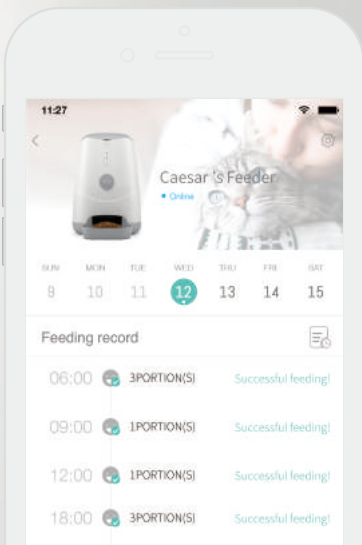 11:27
Caesar 's Feeder
Online
SUN MON TUE WED THU FRI SAT
9 10 11 12 13 14 15
Feeding record
06:00 3PORTION(S) Successful feeding!
09:00 1PORTION(S) Successful feeding!
12:00 1PORTION(S) Successful feeding!
18:00 3PORTION(S) Successful feeding!